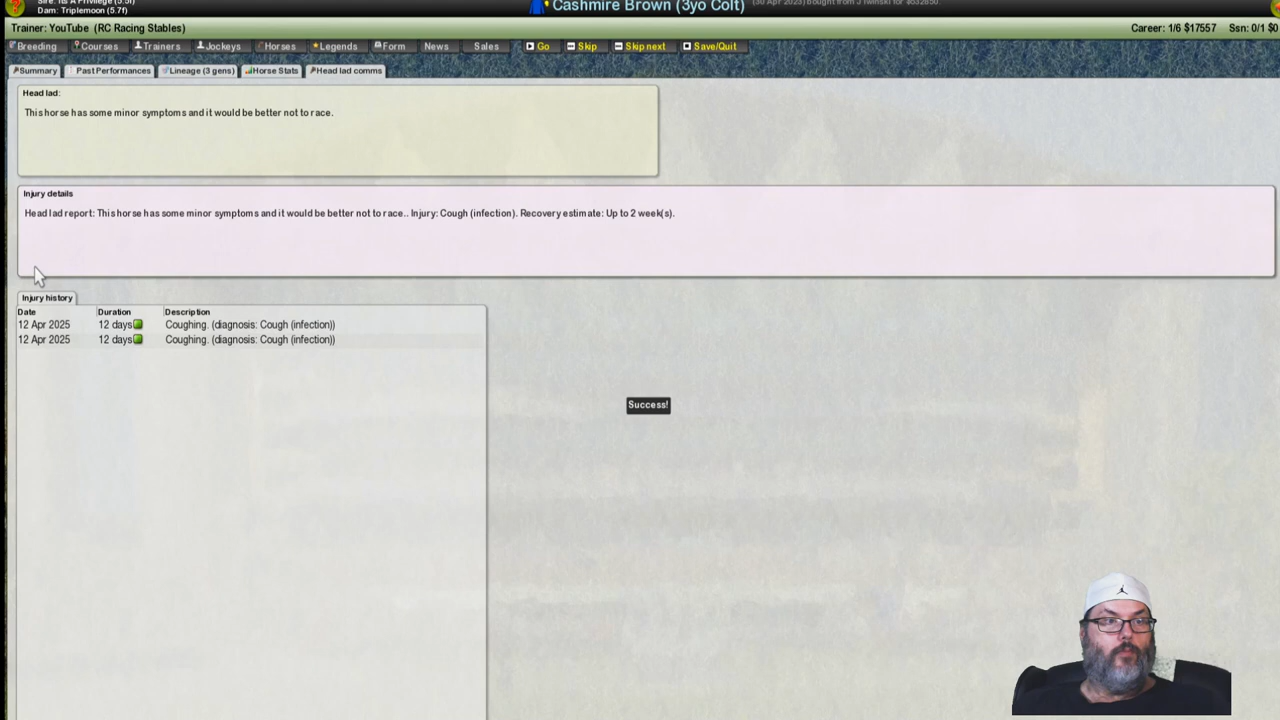 Sire: Its A Privilege (5.5f)
Dam: Triplemoon (5.7f)
Cashmire Brown (3yo Colt)
Trainer: YouTube (RC Racing Stables)
Career: 1/6 $17557 Ssn: 0/1 $0
Breeding Courses Trainers Jockeys Horses Legends Form News Sales Go Skip Skip next Save/Quit
Summary Past Performances Lineage (3 gens) Horse Stats Head lad comms
Head lad:
This horse has some minor symptoms and it would be better not to race.
Injury details
Head lad report: This horse has some minor symptoms and it would be better not to race.. Injury: Cough (infection). Recovery estimate: Up to 2 week(s).
Injury history
Date Duration Description
12 Apr 2025 12 days Coughing. (diagnosis: Cough (infection))
12 Apr 2025 12 days Coughing. (diagnosis: Cough (infection))
Success!